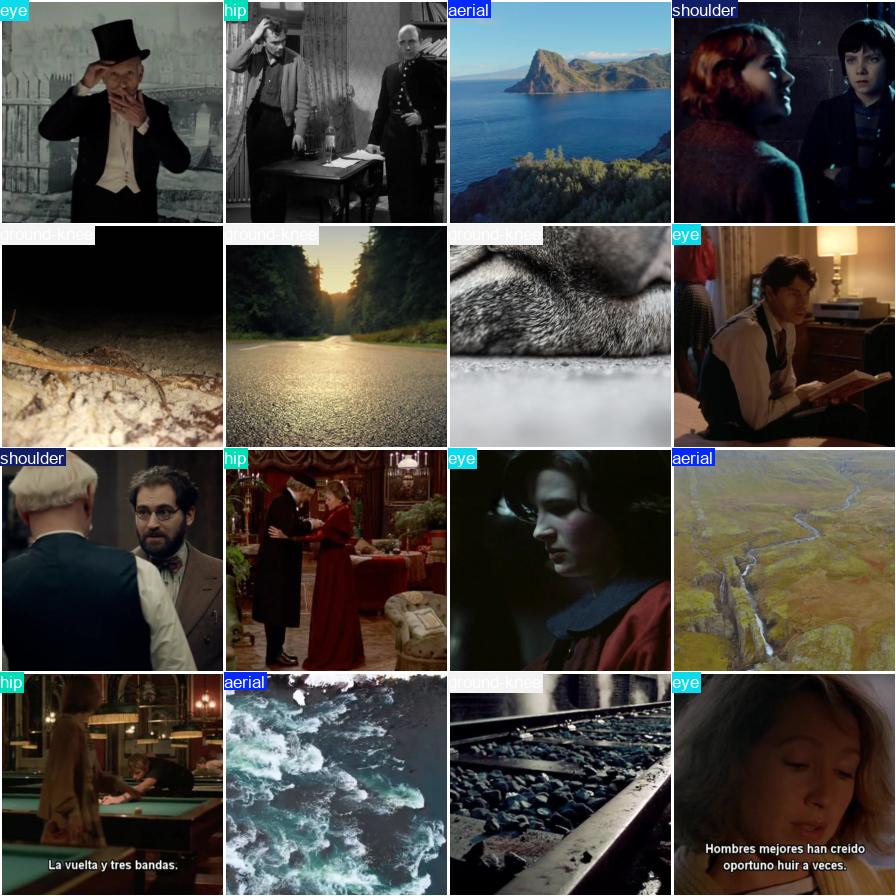 eye
hip
aerial
shoulder
ground-knee
ground-knee
ground-knee
eye
shoulder
hip
eye
aerial
hip
aerial
ground-knee
eye
La vuelta y tres bandas.
Hombres mejores han creido
oportuno huir a veces.